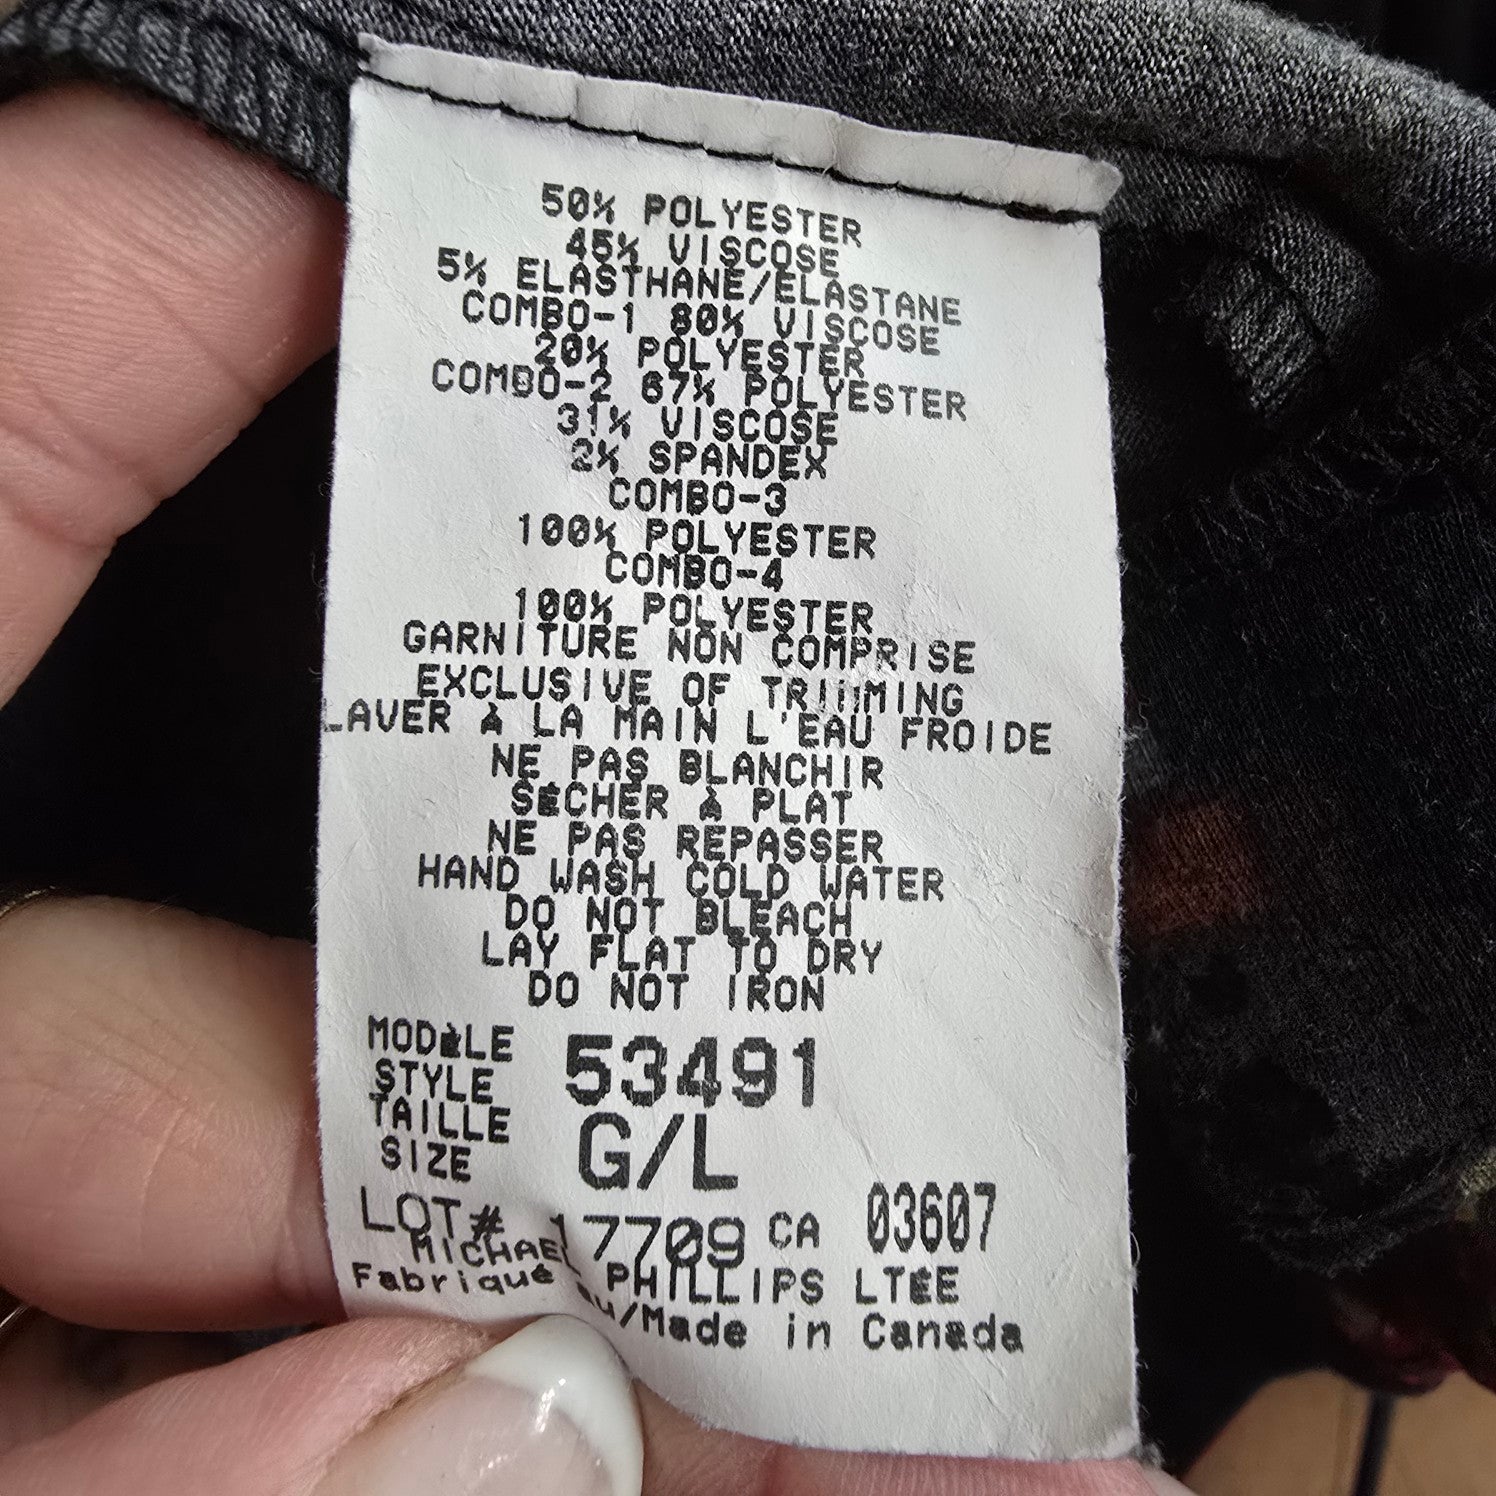 50% POLYESTER
45% VISCOSE
5% ELASTHANE/ELASTANE
COMBO-1 80% VISCOSE
20% POLYESTER
COMBO-2 67% POLYESTER
31% VISCOSE
2% SPANDEX
COMBO-3
100% POLYESTER
COMBO-4
100% POLYESTER
GARNITURE NON COMPRISE
EXCLUSIVE OF TRIMMING
LAVER À LA MAIN L'EAU FROIDE
NE PAS BLANCHIR
SÉCHER À PLAT
NE PAS REPASSER
HAND WASH COLD WATER
DO NOT BLEACH
LAY FLAT TO DRY
DO NOT IRON
MODÈLE
STYLE 53491
TAILLE
SIZE G/L
LOT# 17709 CA 03607
MICHAEL PHILLIPS LTÉE
Fabriqué au/Made in Canada